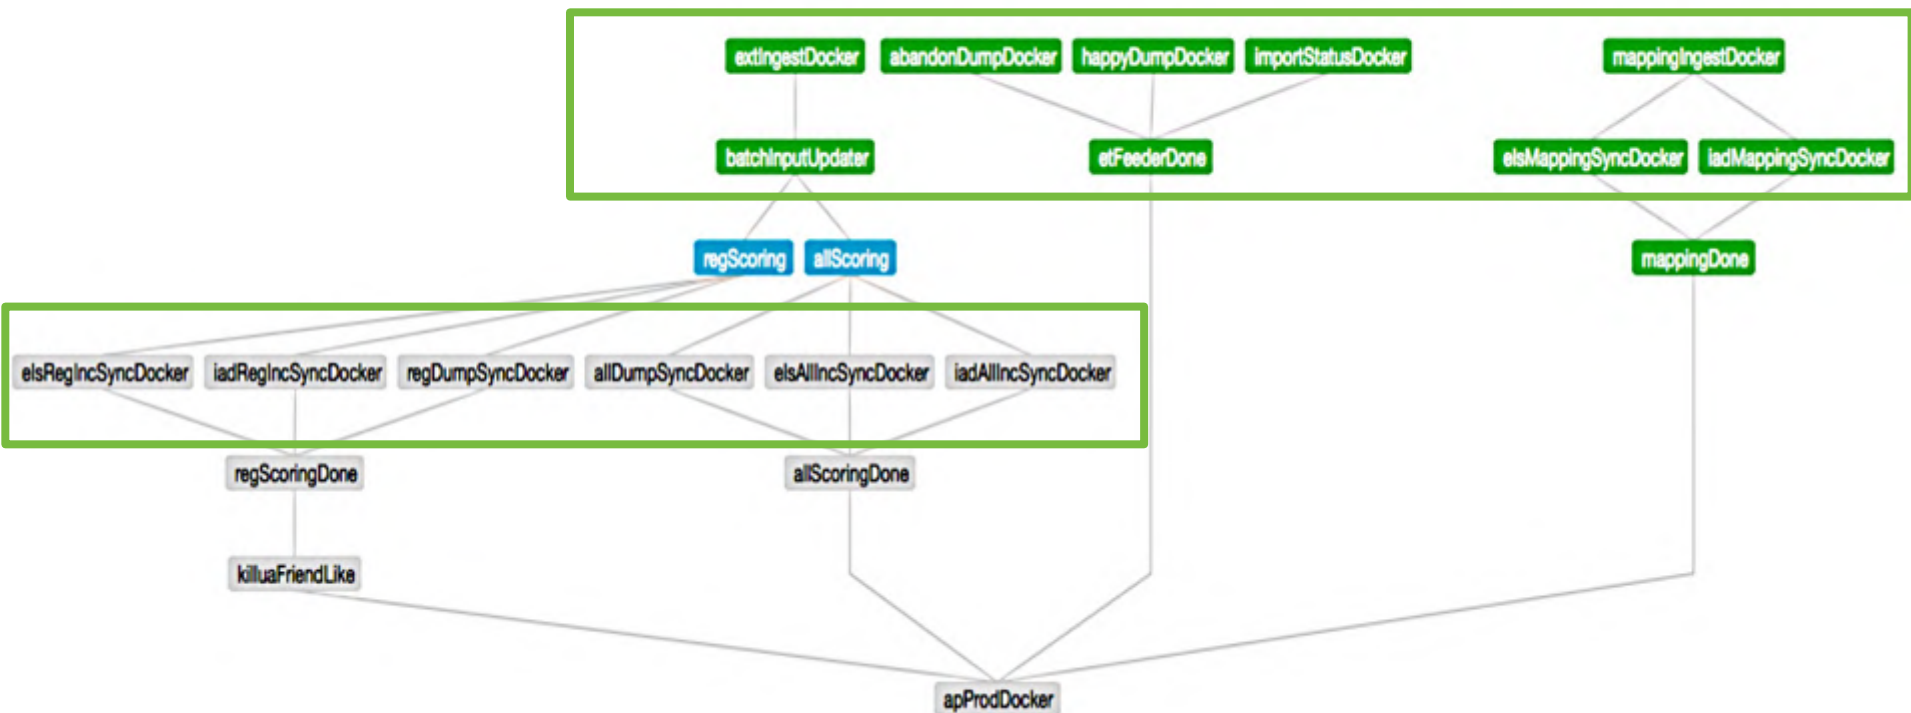 extIngestDocker abandonDumpDocker happyDumpDocker importStatusDocker mappingIngestDocker
batchInputUpdater etFeederDone elsMappingSyncDocker iadMappingSyncDocker
regScoring allScoring mappingDone
elsRegIncSyncDocker iadRegIncSyncDocker regDumpSyncDocker allDumpSyncDocker elsAllIncSyncDocker iadAllIncSyncDocker
regScoringDone allScoringDone
killuaFriendLike
apProdDocker